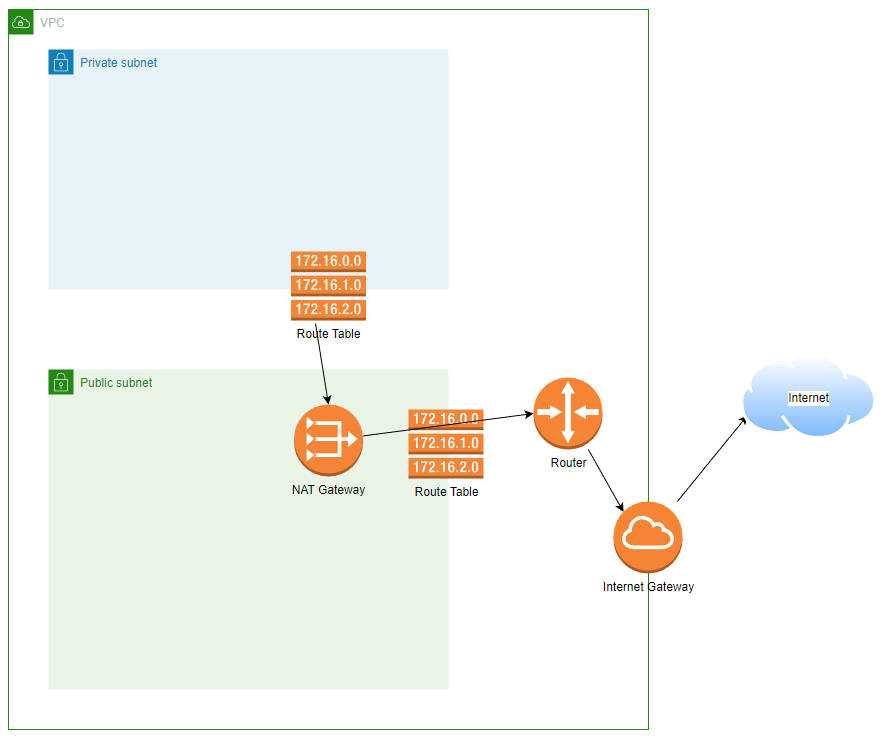 VPC
Private subnet
172.16.0.0
172.16.1.0
172.16.2.0
Route Table
Public subnet
NAT Gateway
172.16.0.0
172.16.1.0
172.16.2.0
Route Table
Router
Internet Gateway
Internet